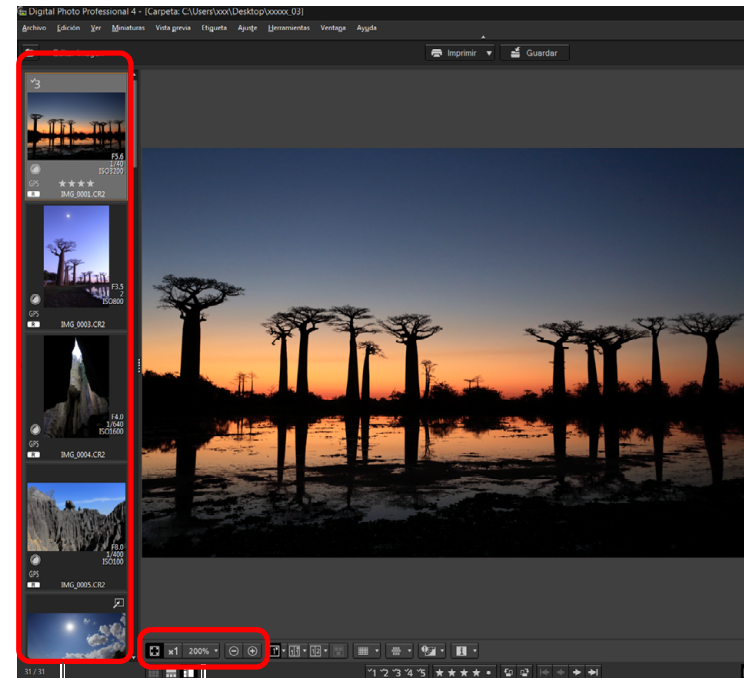 Digital Photo Professional 4 - [Carpeta: C:\Users\xxx\Desktop\xxxxx_03]
Archivo Edición Ver Miniaturas Vista previa Etiqueta Ajuste Herramientas Ventana Ayuda
Imprimir Guardar
3
F5.6
1/40
ISO3200
GPS ★★★★
R IMG_0001.CR2
F3.5
2
ISO800
GPS
R IMG_0003.CR2
F4.0
1/640
ISO1600
GPS
R IMG_0004.CR2
F8.0
1/400
ISO100
GPS
R IMG_0005.CR2
×1 200%
31 / 31
1 2 3 4 5 ★ ★ ★ ★ •